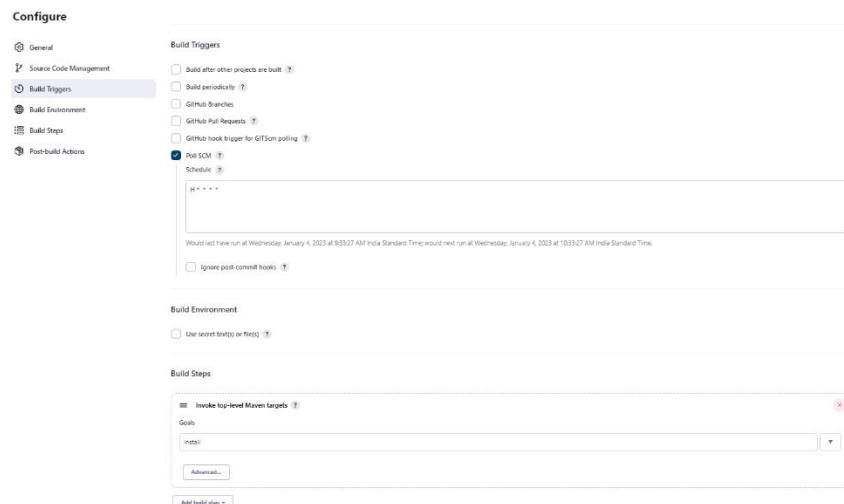 Configure
General
Source Code Management
Build Triggers
Build Environment
Build Steps
Post-build Actions
Build Triggers
Build after other projects are built ?
Build periodically ?
GitHub Branches
GitHub Pull Requests ?
GitHub hook trigger for GITScm polling ?
Poll SCM ?
Schedule ?
H * * * *
Would last have run at Wednesday, January 4, 2023 at 9:33:27 AM India Standard Time; would next run at Wednesday, January 4, 2023 at 10:33:27 AM India Standard Time.
Ignore post-commit hooks ?
Build Environment
Use secret text(s) or file(s) ?
Build Steps
Invoke top-level Maven targets ?
Goals
install
Advanced...
Add build step